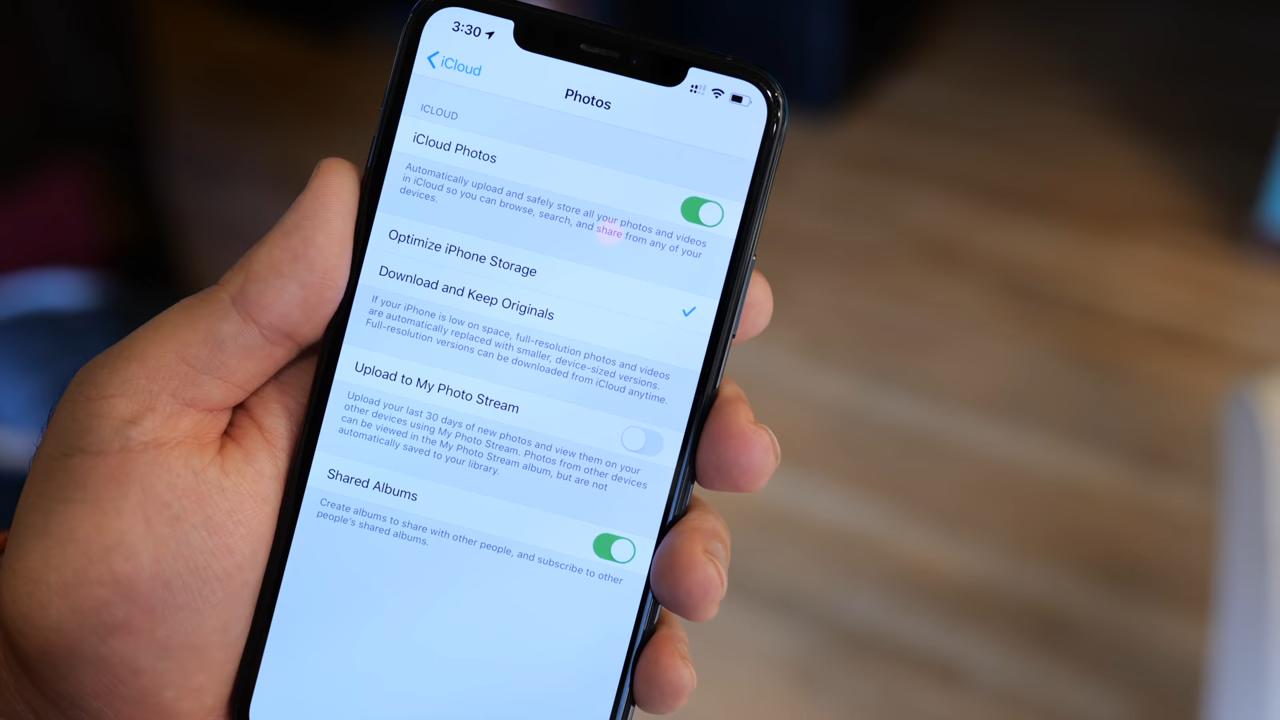 3:30
iCloud
Photos
ICLOUD
iCloud Photos
Automatically upload and safely store all your photos and videos
in iCloud so you can browse, search, and share from any of your
devices.
Optimize iPhone Storage
Download and Keep Originals
If your iPhone is low on space, full-resolution photos and videos
are automatically replaced with smaller, device-sized versions.
Full-resolution versions can be downloaded from iCloud anytime.
Upload to My Photo Stream
Upload your last 30 days of new photos and view them on your
other devices using My Photo Stream. Photos from other devices
can be viewed in the My Photo Stream album, but are not
automatically saved to your library.
Shared Albums
Create albums to share with other people, and subscribe to other
people's shared albums.